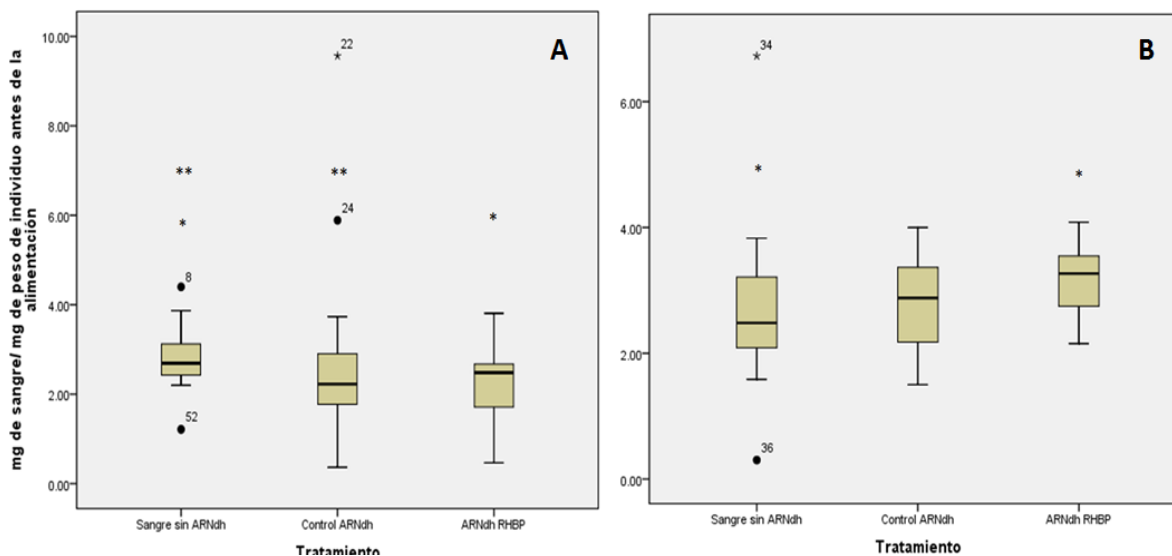 mg de sangre/ mg de peso de individuo antes de la
alimentación
A
10.00
8.00
6.00
4.00
2.00
0.00
22
*
**
**
24
*
*
8
52
Sangre sin ARNdh
Control ARNdh
ARNdh RHBP
Tratamiento
B
6.00
4.00
2.00
0.00
34
*
*
*
36
Sangre sin ARNdh
Control ARNdh
ARNdh RHBP
Tratamiento